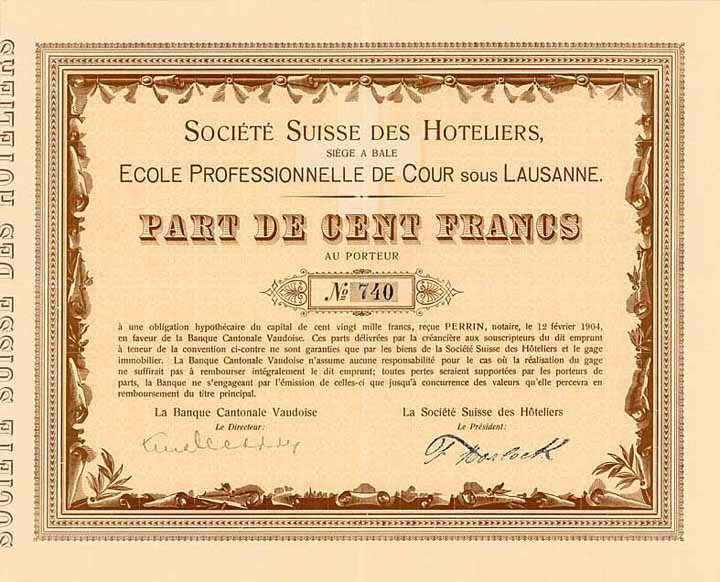 SOCIÉTÉ SUISSE DES HOTELIERS
SOCIÉTÉ SUISSE DES HOTELIERS,
SIÈGE A BALE
ECOLE PROFESSIONNELLE DE COUR SOUS LAUSANNE.
PART DE CENT FRANCS
AU PORTEUR
No 740
à une obligation hypothécaire du capital de cent vingt mille francs, reçue PERRIN, notaire, le 12 février 1904,
en faveur de la Banque Cantonale Vaudoise. Ces parts délivrées par la créancière aux souscripteurs du dit emprunt
à teneur de la convention ci-contre ne sont garanties que par les biens de la Société Suisse des Hôteliers et le gage
immobilier. La Banque Cantonale Vaudoise n'assume aucune responsabilité pour le cas où la réalisation du gage
ne suffirait pas à rembourser intégralement le dit emprunt; toutes pertes seraient supportées par les porteurs de
parts, la Banque ne s'engageant par l'émission de celles-ci que jusqu'à concurrence des valeurs qu'elle percevra en
remboursement du titre principal.
La Banque Cantonale Vaudoise
Le Directeur:
La Société Suisse des Hôteliers
Le Président: